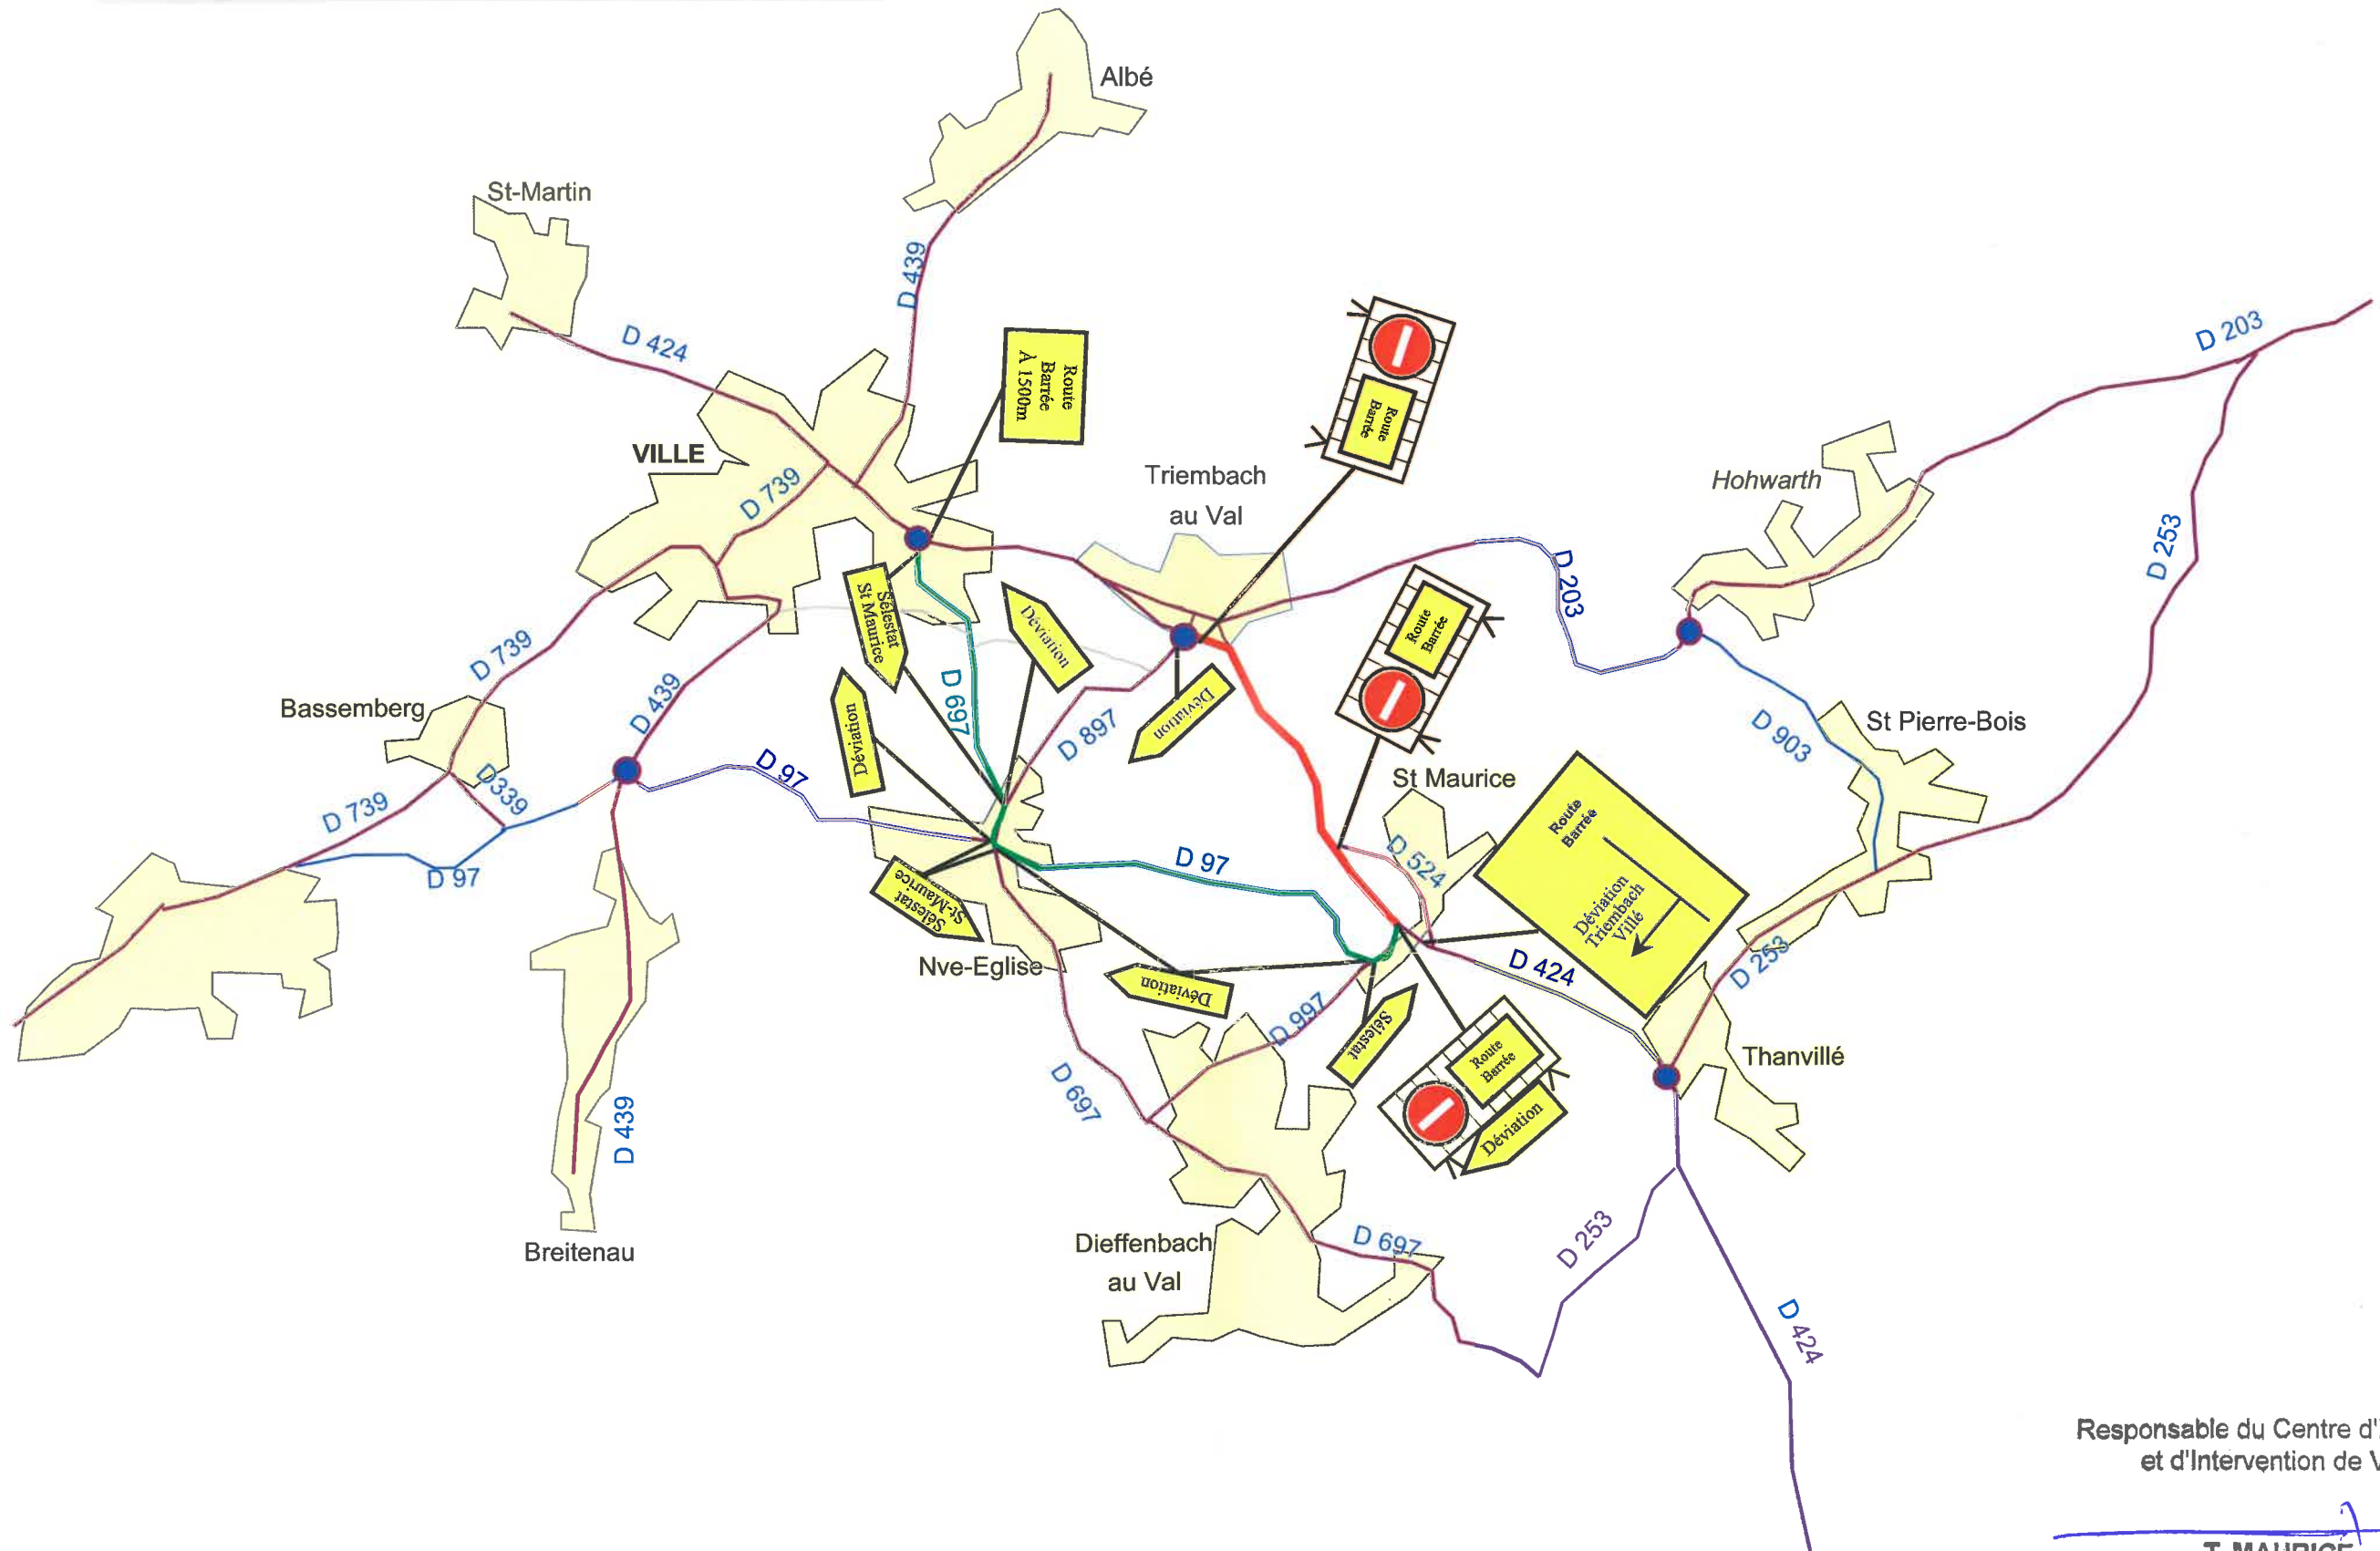 Albé
St-Martin
D 439
D 424
Route
Barrée
À 1500m
Route
Barrée
D 203
VILLE
D 739
Triembach
au Val
Hohwarth
D 253
D 203
Sélestat
St Maurice
Déviation
Route
Barrée
D 739
D 439
D 697
Déviation
Bassemberg
D 897
Déviation
D 903
St Pierre-Bois
D 97
D339
D 739
D 97
St Maurice
D 524
Route
Barrée
Déviation
Triembach
Villé
D 97
Sélestat
St-Maurice
Nve-Eglise
Déviation
D 424
D 253
D 997
Sélestat
Route
Barrée
Déviation
Thanvillé
D 697
D 439
Breitenau
Dieffenbach
au Val
D 697
D 253
D 424
Responsable du Centre d'
et d'Intervention de V
T. MAURICE